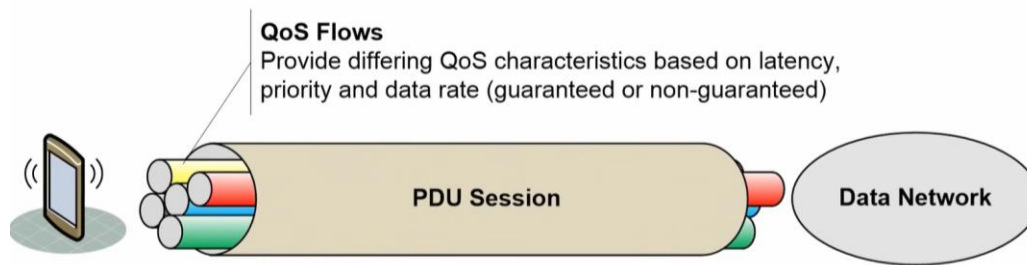 QoS Flows
Provide differing QoS characteristics based on latency,
priority and data rate (guaranteed or non-guaranteed)
PDU Session
Data Network